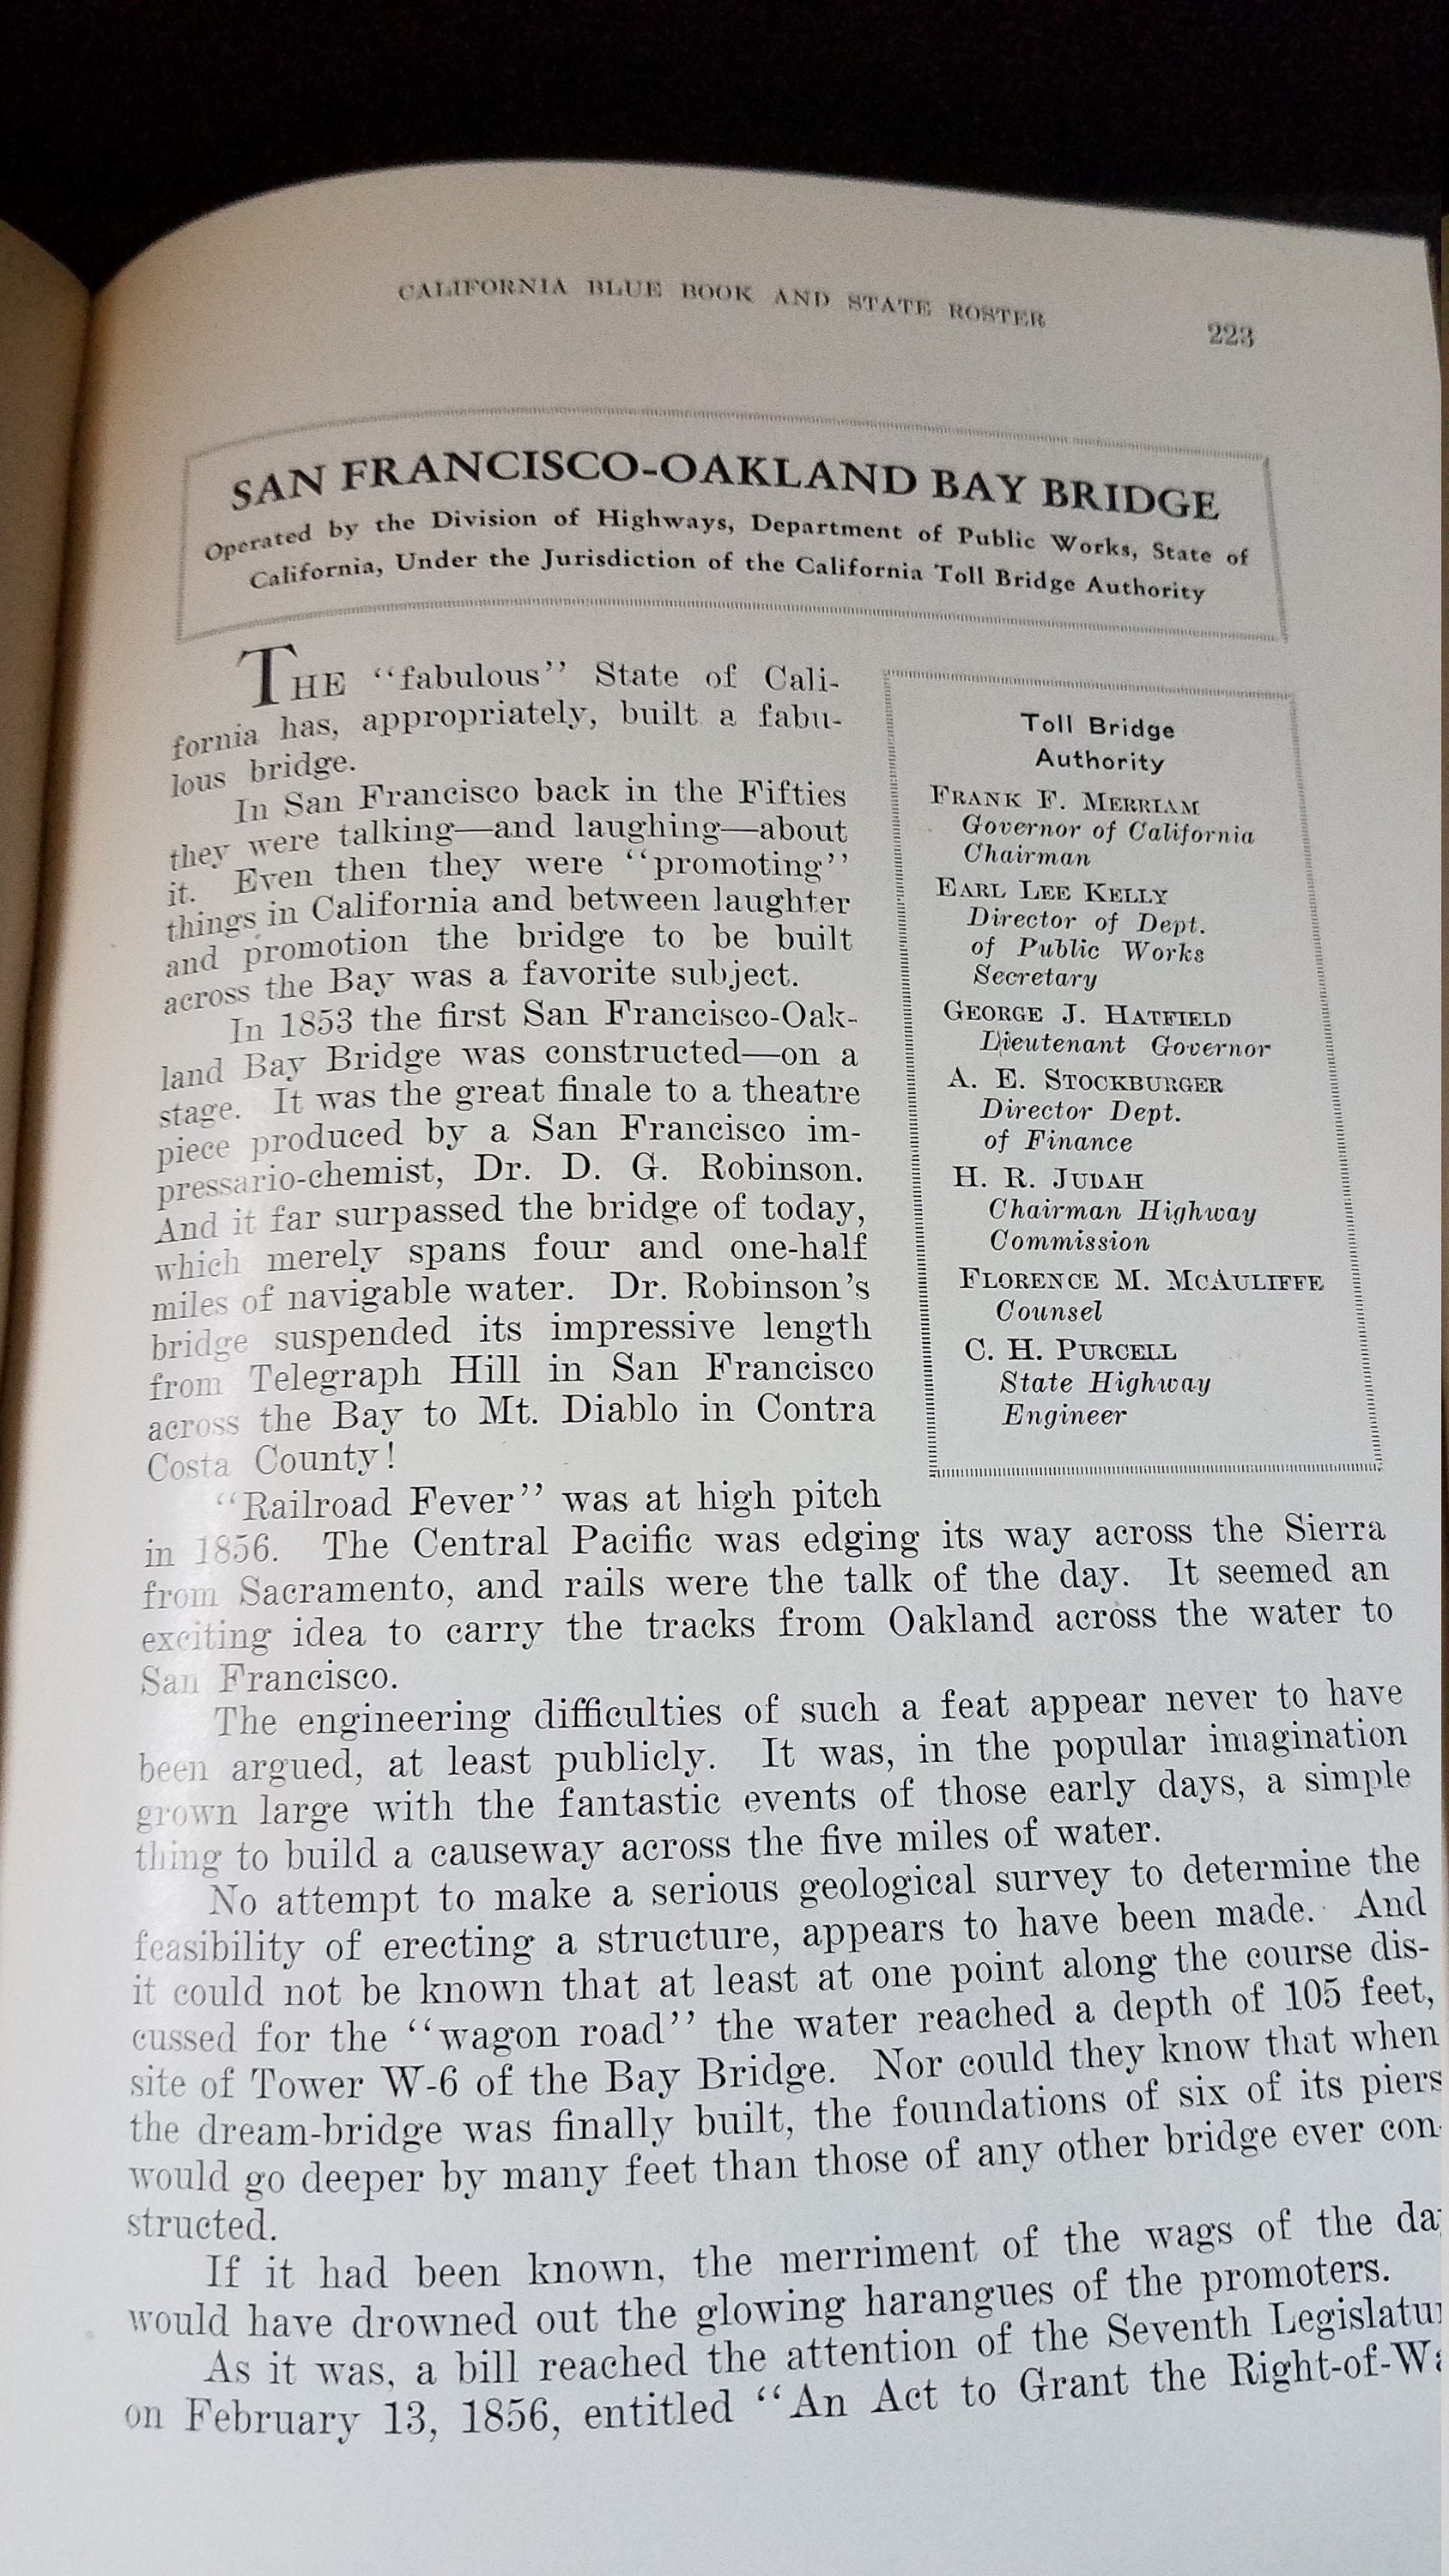 CALIFORNIA BLUE BOOK AND STATE ROSTER 223
SAN FRANCISCO-OAKLAND BAY BRIDGE
Operated by the Division of Highways, Department of Public Works, State of
California, Under the Jurisdiction of the California Toll Bridge Authority
THE “fabulous” State of Cali-
fornia has, appropriately, built a fabu-
lous bridge.
In San Francisco back in the Fifties
they were talking—and laughing—about
it. Even then they were “promoting”
things in California and between laughter
and promotion the bridge to be built
across the Bay was a favorite subject.
In 1853 the first San Francisco-Oak-
land Bay Bridge was constructed—on a
stage. It was the great finale to a theatre
piece produced by a San Francisco im-
pressario-chemist, Dr. D. G. Robinson.
And it far surpassed the bridge of today,
which merely spans four and one-half
miles of navigable water. Dr. Robinson’s
bridge suspended its impressive length
from Telegraph Hill in San Francisco
across the Bay to Mt. Diablo in Contra
Costa County!
Toll Bridge
Authority
FRANK F. MERRIAM
Governor of California
Chairman
EARL LEE KELLY
Director of Dept.
of Public Works
Secretary
GEORGE J. HATFIELD
Lieutenant Governor
A. E. STOCKBURGER
Director Dept.
of Finance
H. R. JUDAH
Chairman Highway
Commission
FLORENCE M. MCAULIFFE
Counsel
C. H. PURCELL
State Highway
Engineer
“Railroad Fever” was at high pitch
in 1856. The Central Pacific was edging its way across the Sierra
from Sacramento, and rails were the talk of the day. It seemed an
exciting idea to carry the tracks from Oakland across the water to
San Francisco.
The engineering difficulties of such a feat appear never to have
been argued, at least publicly. It was, in the popular imagination
grown large with the fantastic events of those early days, a simple
thing to build a causeway across the five miles of water.
No attempt to make a serious geological survey to determine the
feasibility of erecting a structure, appears to have been made. And
it could not be known that at least at one point along the course dis-
cussed for the “wagon road” the water reached a depth of 105 feet,
site of Tower W-6 of the Bay Bridge. Nor could they know that when
the dream-bridge was finally built, the foundations of six of its piers
would go deeper by many feet than those of any other bridge ever con-
structed.
If it had been known, the merriment of the wags of the da
would have drowned out the glowing harangues of the promoters.
As it was, a bill reached the attention of the Seventh Legislatu
on February 13, 1856, entitled “An Act to Grant the Right-of-Wa